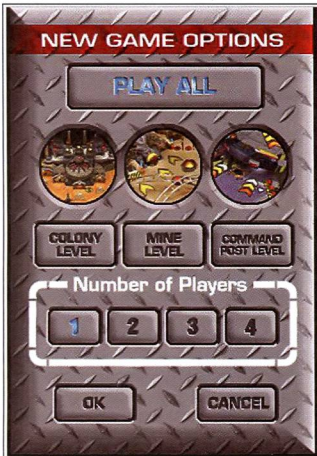 NEW GAME OPTIONS
PLAY ALL
COLONY LEVEL
MINE LEVEL
COMMAND POST LEVEL
Number of Players
1 2 3 4
OK CANCEL